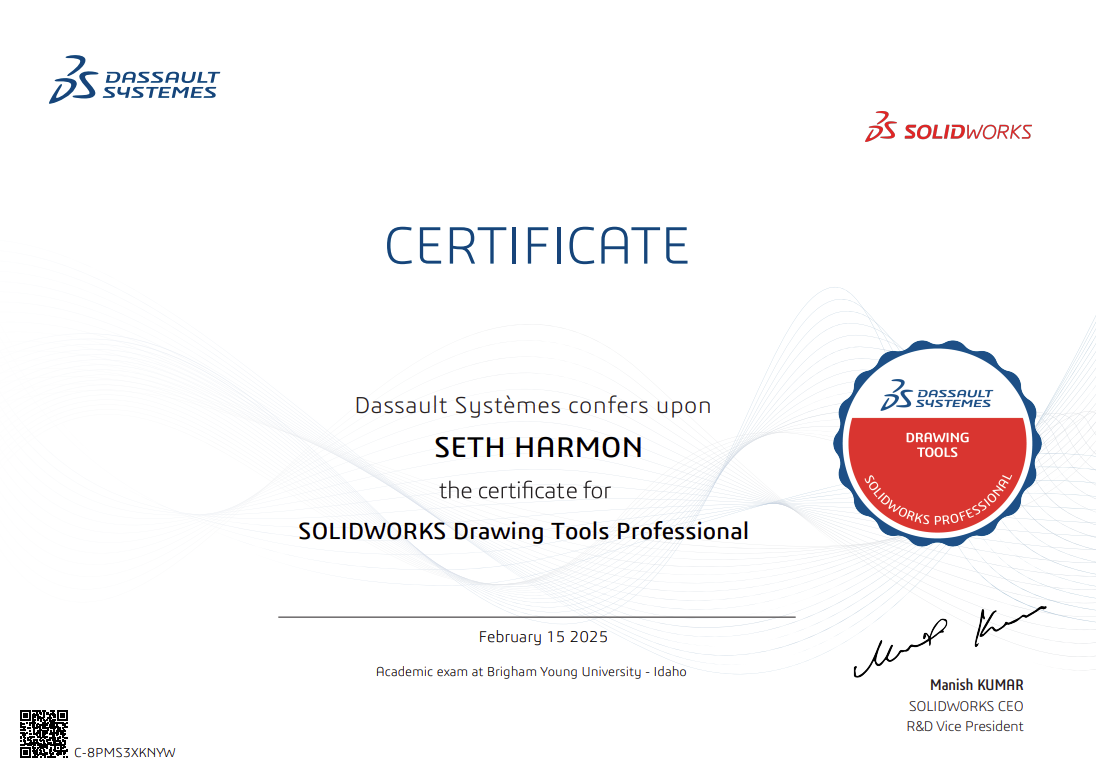 DASSAULT
SYSTEMES
SOLIDWORKS
CERTIFICATE
Dassault Systèmes confers upon
SETH HARMON
the certificate for
SOLIDWORKS Drawing Tools Professional
DASSAULT
SYSTEMES
DRAWING
TOOLS
SOLIDWORKS PROFESSIONAL
February 15 2025
Academic exam at Brigham Young University - Idaho
Manish KUMAR
SOLIDWORKS CEO
R&D Vice President
C-8PMS3XKNYW